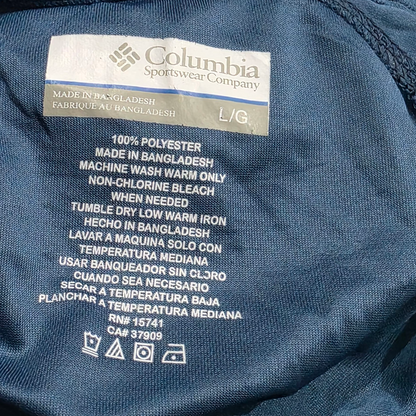 Columbia
Sportswear Company
MADE IN BANGLADESH
FABRIQUE AU BANGLADESH
L/G
100% POLYESTER
MADE IN BANGLADESH
MACHINE WASH WARM ONLY
NON-CHLORINE BLEACH
WHEN NEEDED
TUMBLE DRY LOW WARM IRON
HECHO IN BANGLADESH
LAVAR A MAQUINA SOLO CON
TEMPERATURA MEDIANA
USAR BANQUEADOR SIN CLORO
CUANDO SEA NECESARIO
SECAR A TEMPERATURA BAJA
PLANCHAR A TEMPERATURA MEDIANA
RN# 15741
CA# 37909